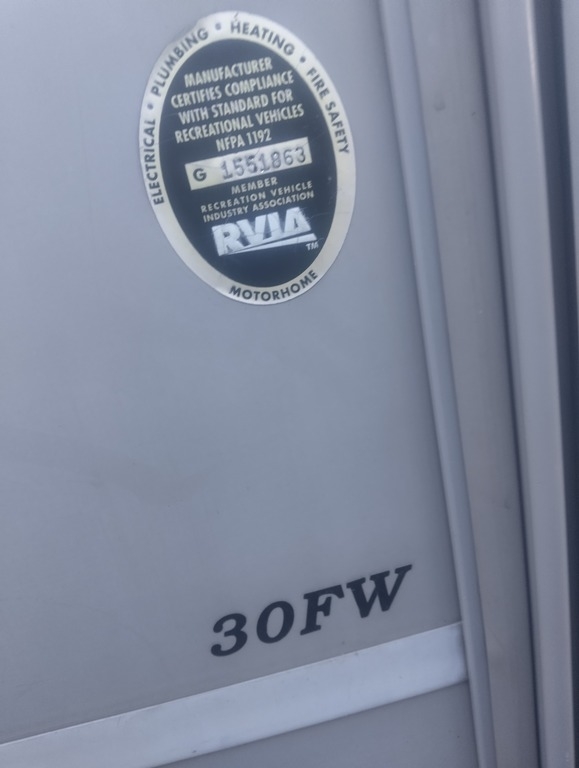 ELECTRICAL • PLUMBING • HEATING • FIRE SAFETY
MANUFACTURER
CERTIFIES COMPLIANCE
WITH STANDARD FOR
RECREATIONAL VEHICLES
NFPA 1192
G 1551863
MEMBER
RECREATION VEHICLE
INDUSTRY ASSOCIATION
RVIA TM
MOTORHOME
30FW